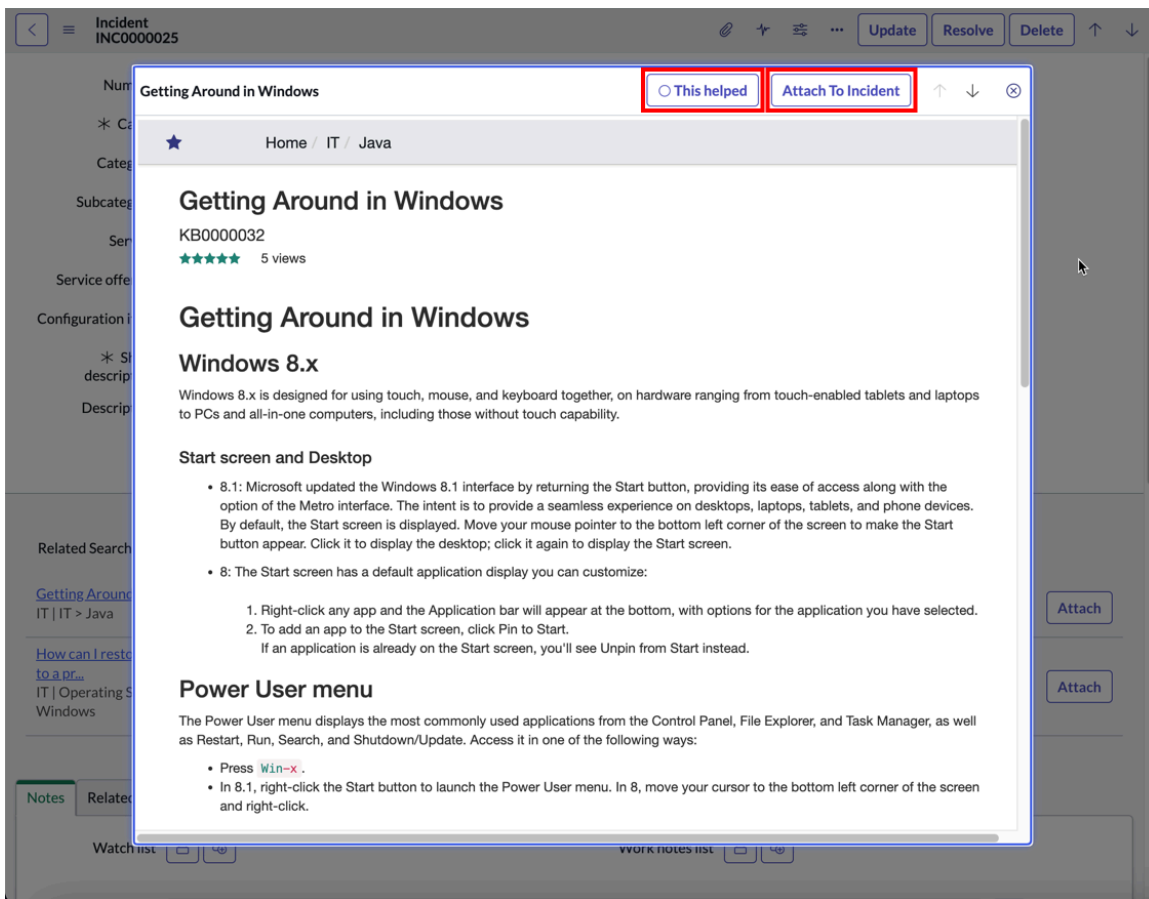 Incident
INC0000025
Update
Resolve
Delete
Num
Getting Around in Windows
This helped
Attach To Incident
✳ Ca
Home / IT / Java
Categ
Getting Around in Windows
Subcateg
KB0000032
Ser
★★★★★ 5 views
Service offe
Getting Around in Windows
Configuration i
Windows 8.x
✳ Sh
descrip
Windows 8.x is designed for using touch, mouse, and keyboard together, on hardware ranging from touch-enabled tablets and laptops
to PCs and all-in-one computers, including those without touch capability.
Descrip
Start screen and Desktop
• 8.1: Microsoft updated the Windows 8.1 interface by returning the Start button, providing its ease of access along with the
option of the Metro interface. The intent is to provide a seamless experience on desktops, laptops, tablets, and phone devices.
By default, the Start screen is displayed. Move your mouse pointer to the bottom left corner of the screen to make the Start
button appear. Click it to display the desktop; click it again to display the Start screen.
• 8: The Start screen has a default application display you can customize:
1. Right-click any app and the Application bar will appear at the bottom, with options for the application you have selected.
2. To add an app to the Start screen, click Pin to Start.
If an application is already on the Start screen, you'll see Unpin from Start instead.
Power User menu
The Power User menu displays the most commonly used applications from the Control Panel, File Explorer, and Task Manager, as well
as Restart, Run, Search, and Shutdown/Update. Access it in one of the following ways:
• Press Win-x .
• In 8.1, right-click the Start button to launch the Power User menu. In 8, move your cursor to the bottom left corner of the screen
and right-click.
Related Search
Getting Around
IT | IT > Java
Attach
How can I resto
to a pr...
IT | Operating S
Windows
Attach
Notes
Related
Watch list
Work notes list